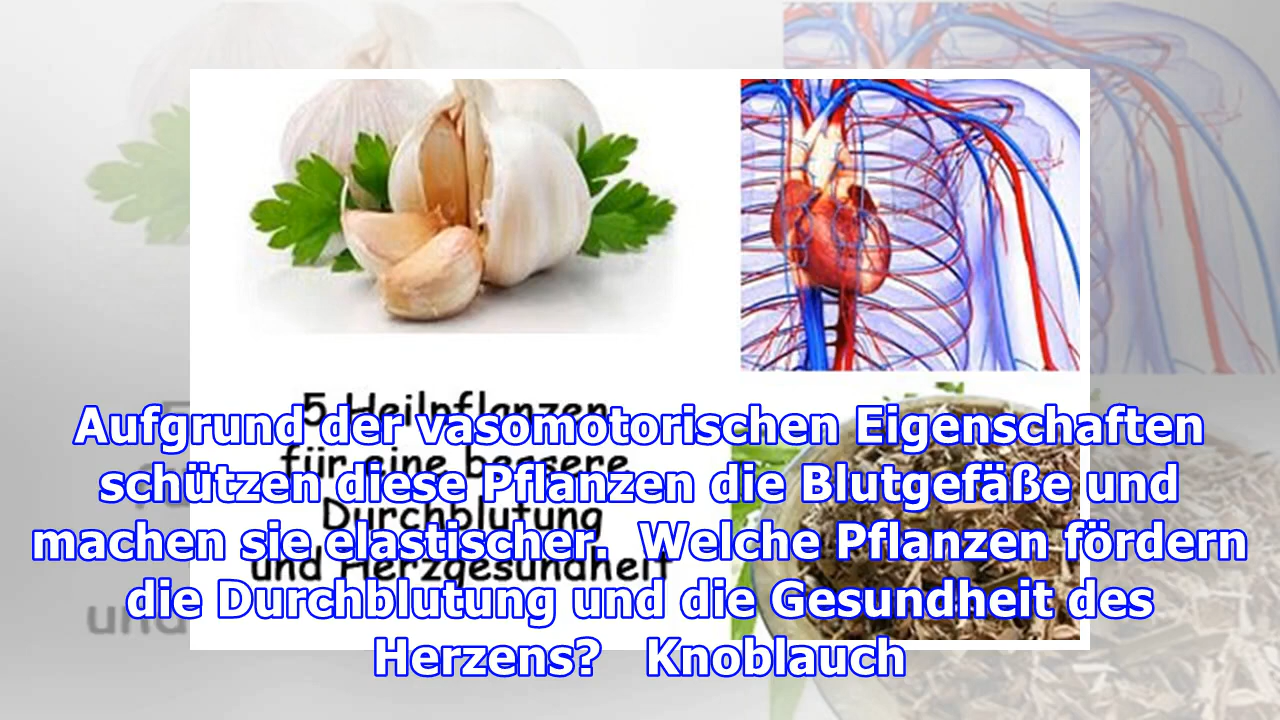 5 Heilpflanzen
für eine bessere
Durchblutung
und Herzgesundheit
Aufgrund der vasomotorischen Eigenschaften
schützen diese Pflanzen die Blutgefäße und
machen sie elastischer.  Welche Pflanzen fördern
die Durchblutung und die Gesundheit des
Herzens?   Knoblauch
und